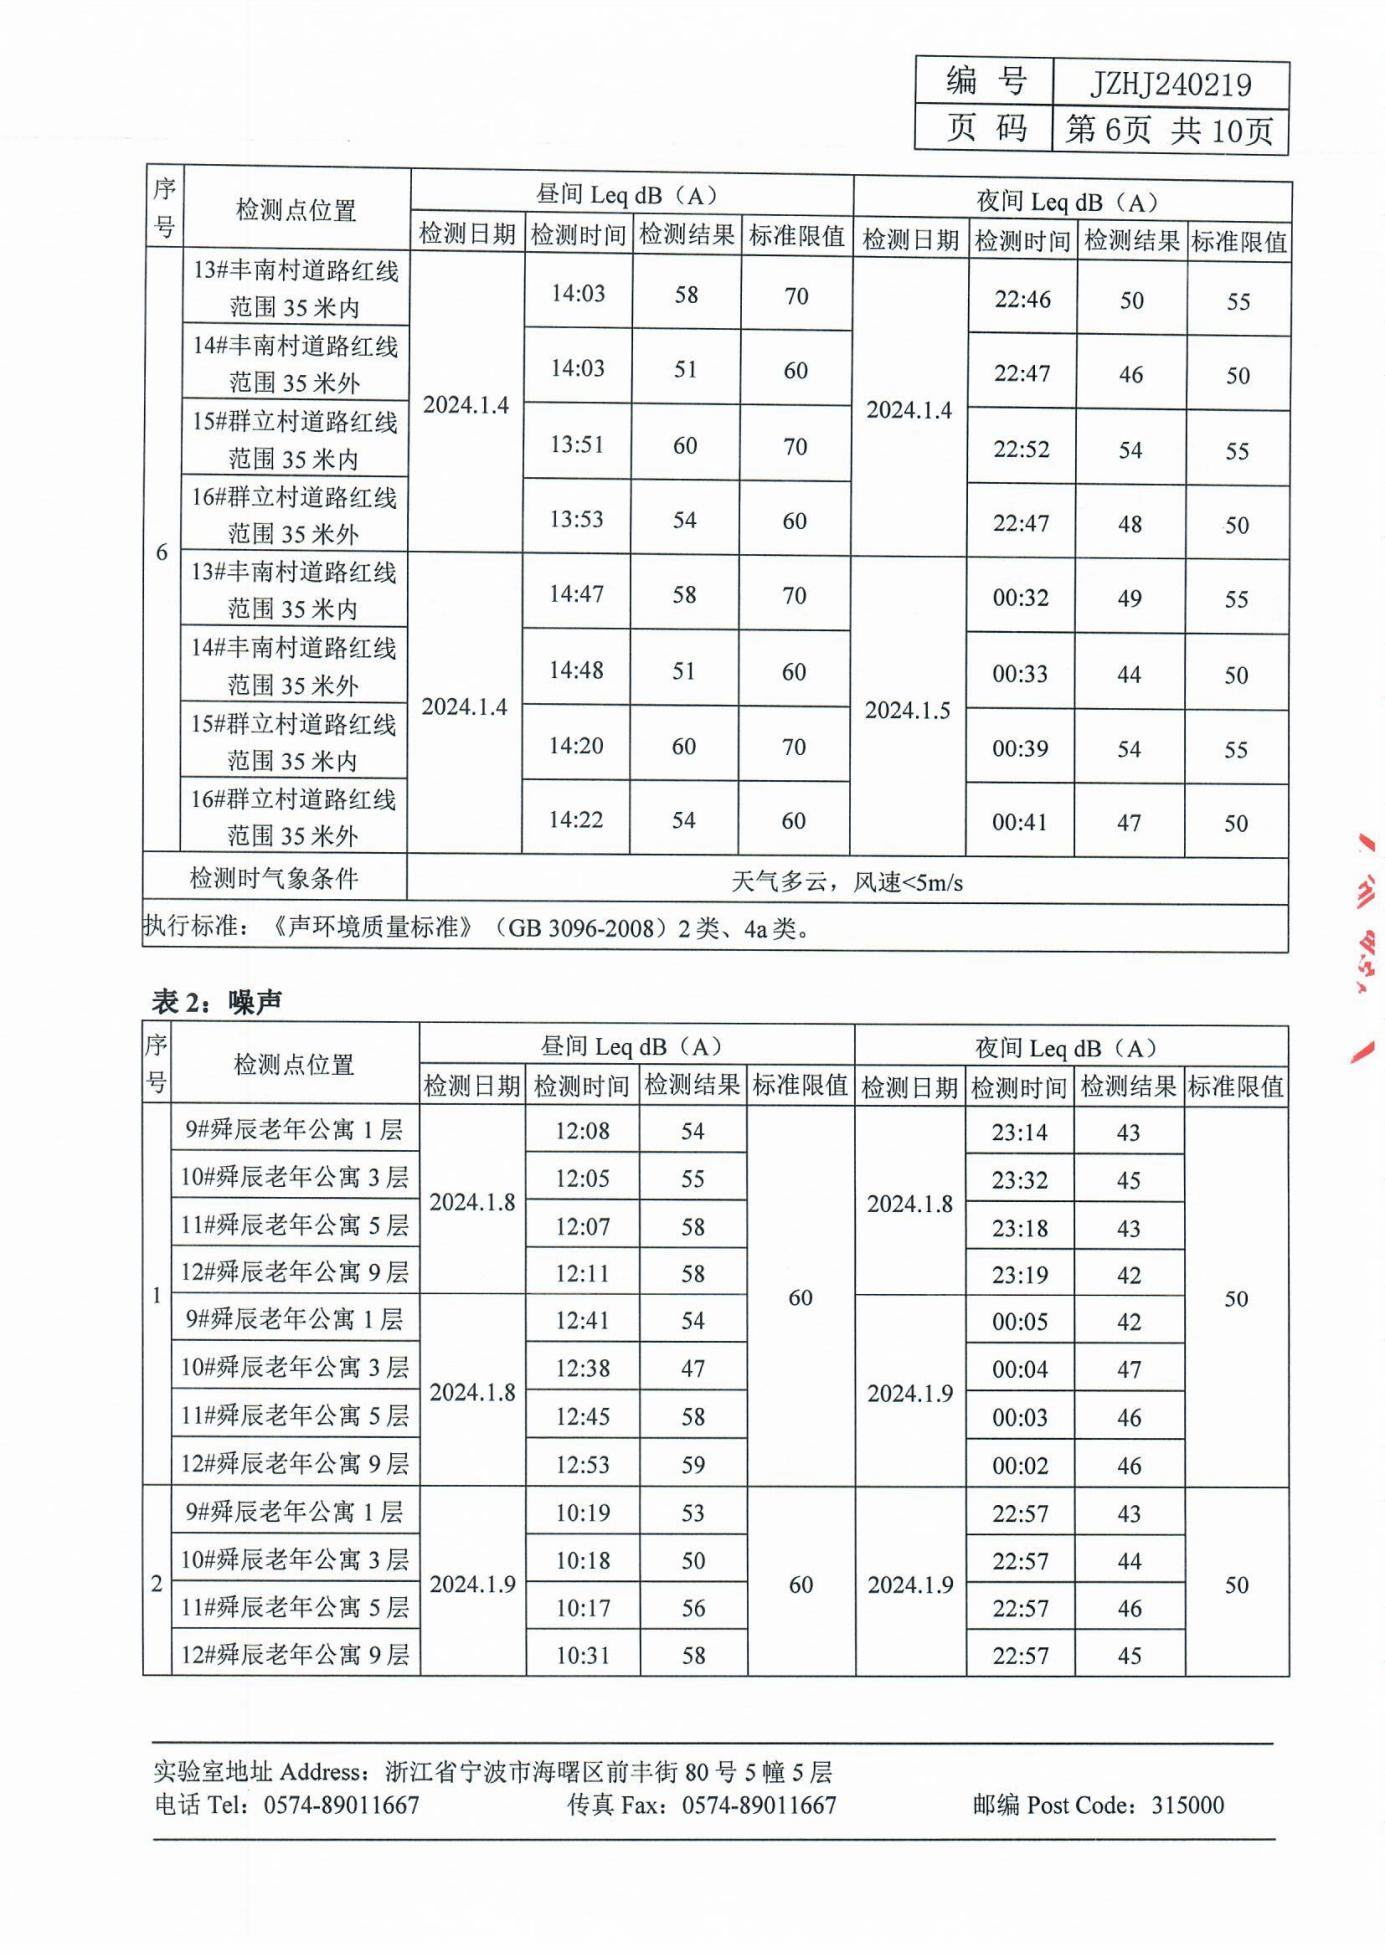 编 号 JZHJ240219
页 码 第 6页 共 10页
序号 检测点位置 昼间 Leq dB（A） 夜间 Leq dB（A）
检测日期 检测时间 检测结果 标准限值 检测日期 检测时间 检测结果 标准限值
6
13#丰南村道路红线范围 35 米内 2024.1.4 14:03 58 70 2024.1.4 22:46 50 55
14#丰南村道路红线范围 35 米外 14:03 51 60 22:47 46 50
15#群立村道路红线范围 35 米内 13:51 60 70 22:52 54 55
16#群立村道路红线范围 35 米外 13:53 54 60 22:47 48 50
13#丰南村道路红线范围 35 米内 2024.1.4 14:47 58 70 2024.1.5 00:32 49 55
14#丰南村道路红线范围 35 米外 14:48 51 60 00:33 44 50
15#群立村道路红线范围 35 米内 14:20 60 70 00:39 54 55
16#群立村道路红线范围 35 米外 14:22 54 60 00:41 47 50
检测时气象条件 天气多云，风速<5m/s
执行标准：《声环境质量标准》（GB 3096-2008）2 类、4a 类。
表 2：噪声
序号 检测点位置 昼间 Leq dB（A） 夜间 Leq dB（A）
检测日期 检测时间 检测结果 标准限值 检测日期 检测时间 检测结果 标准限值
1
9#舜辰老年公寓 1 层 2024.1.8 12:08 54 60 2024.1.8 23:14 43 50
10#舜辰老年公寓 3 层 12:05 55 23:32 45
11#舜辰老年公寓 5 层 12:07 58 23:18 43
12#舜辰老年公寓 9 层 12:11 58 23:19 42
9#舜辰老年公寓 1 层 2024.1.8 12:41 54 2024.1.9 00:05 42
10#舜辰老年公寓 3 层 12:38 47 00:04 47
11#舜辰老年公寓 5 层 12:45 58 00:03 46
12#舜辰老年公寓 9 层 12:53 59 00:02 46
2
9#舜辰老年公寓 1 层 2024.1.9 10:19 53 60 2024.1.9 22:57 43 50
10#舜辰老年公寓 3 层 10:18 50 22:57 44
11#舜辰老年公寓 5 层 10:17 56 22:57 46
12#舜辰老年公寓 9 层 10:31 58 22:57 45
实验室地址 Address：浙江省宁波市海曙区前丰街 80 号 5 幢 5 层
电话 Tel：0574-89011667 传真 Fax：0574-89011667 邮编 Post Code：315000